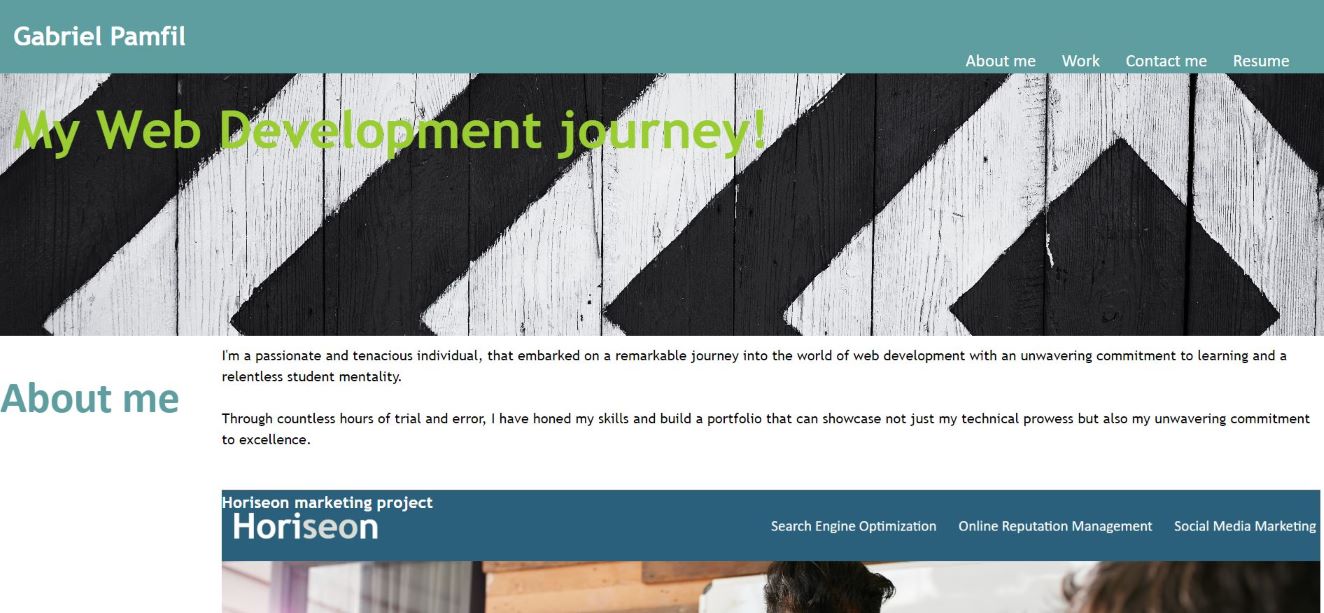 Gabriel Pamfil
About me Work Contact me Resume
My Web Development journey!
About me
I'm a passionate and tenacious individual, that embarked on a remarkable journey into the world of web development with an unwavering commitment to learning and a
relentless student mentality.
Through countless hours of trial and error, I have honed my skills and build a portfolio that can showcase not just my technical prowess but also my unwavering commitment
to excellence.
Horiseon marketing project
Horiseon
Search Engine Optimization Online Reputation Management Social Media Marketing